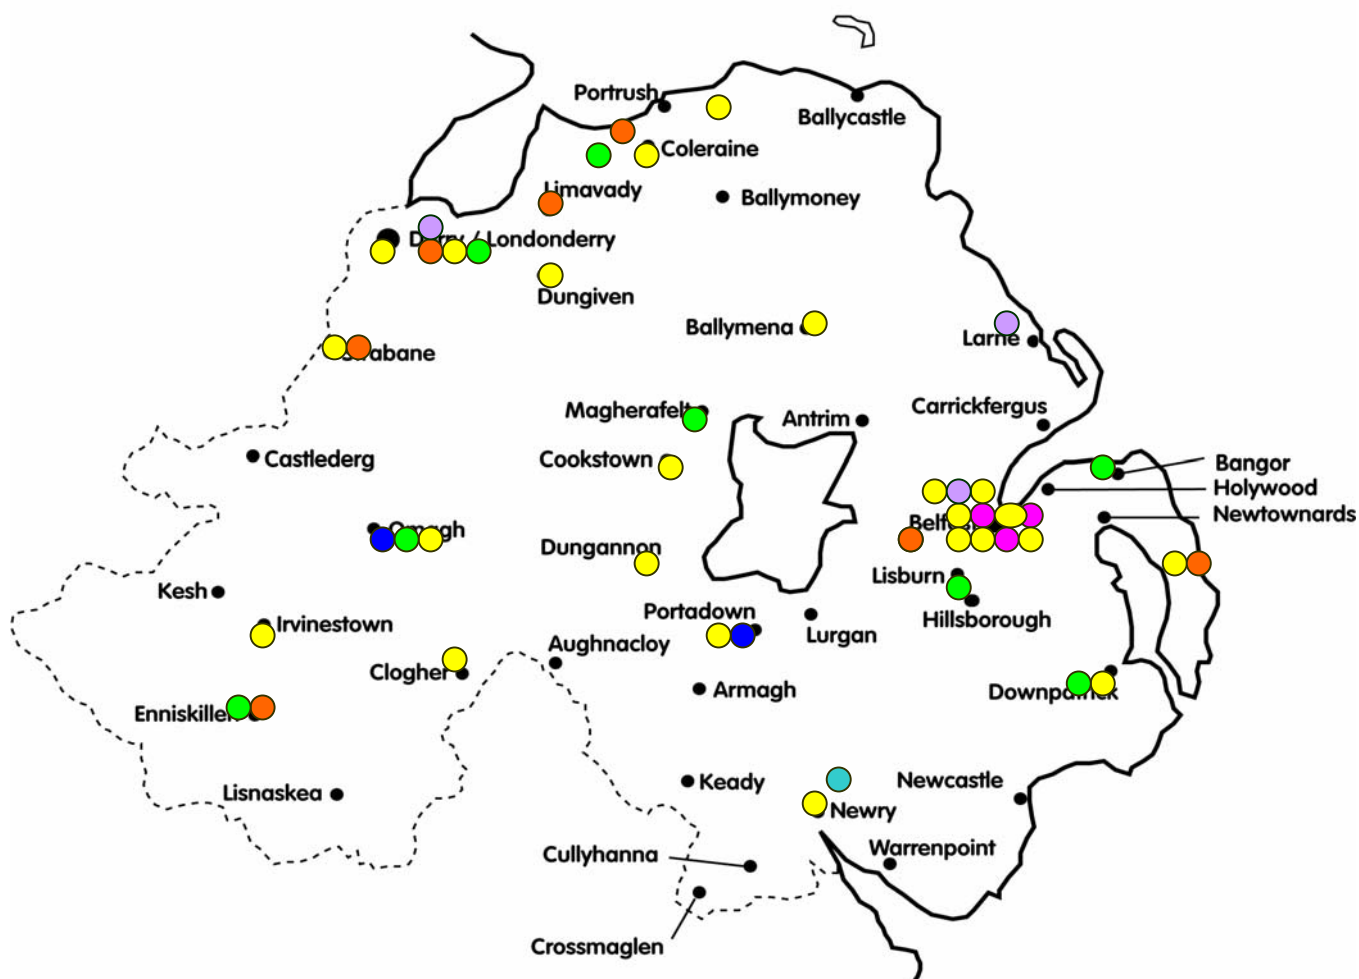 Portrush
Ballycastle
Coleraine
Limavady
Ballymoney
Derry / Londonderry
Dungiven
Ballymena
Larne
Strabane
Magherafelt
Antrim
Carrickfergus
Castlederg
Cookstown
Bangor
Holywood
Newtownards
Omagh
Belfast
Dungannon
Lisburn
Kesh
Portadown
Hillsborough
Irvinestown
Lurgan
Aughnacloy
Clogher
Armagh
Downpatrick
Enniskillen
Keady
Newcastle
Lisnaskea
Newry
Cullyhanna
Warrenpoint
Crossmaglen